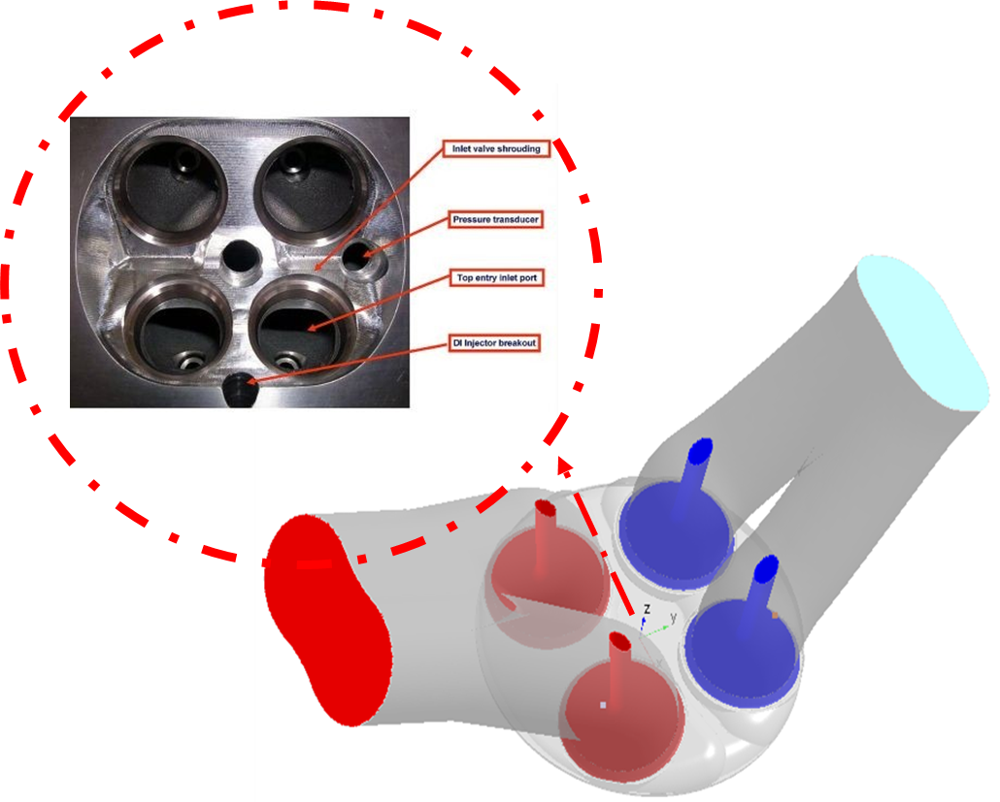 Inlet valve shrouding
Pressure transducer
Top entry inlet port
DI Injector breakout
z
y